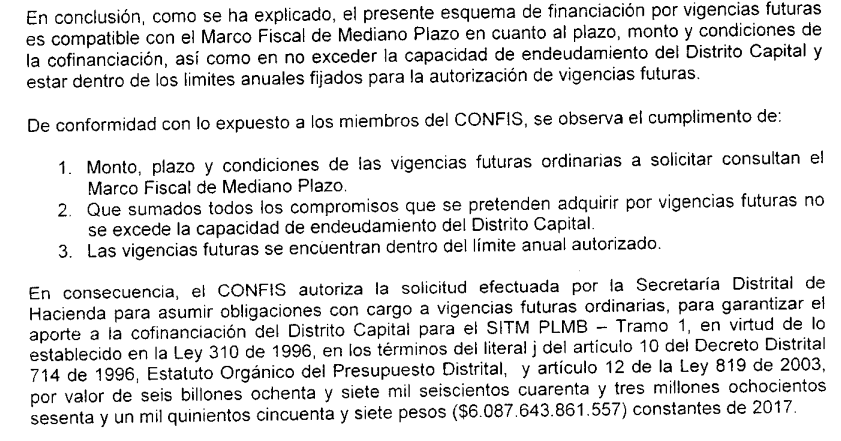 En conclusión, como se ha explicado, el presente esquema de financiación por vigencias futuras
es compatible con el Marco Fiscal de Mediano Plazo en cuanto al plazo, monto y condiciones de
la cofinanciación, así como en no exceder la capacidad de endeudamiento del Distrito Capital y
estar dentro de los limites anuales fijados para la autorización de vigencias futuras.
De conformidad con lo expuesto a los miembros del CONFIS, se observa el cumplimento de:
1. Monto, plazo y condiciones de las vigencias futuras ordinarias a solicitar consultan el
Marco Fiscal de Mediano Plazo.
2. Que sumados todos los compromisos que se pretenden adquirir por vigencias futuras no
se excede la capacidad de endeudamiento del Distrito Capital.
3. Las vigencias futuras se encuentran dentro del límite anual autorizado.
En consecuencia, el CONFIS autoriza la solicitud efectuada por la Secretaría Distrital de
Hacienda para asumir obligaciones con cargo a vigencias futuras ordinarias, para garantizar el
aporte a la cofinanciación del Distrito Capital para el SITM PLMB – Tramo 1, en virtud de lo
establecido en la Ley 310 de 1996, en los términos del literal j del artículo 10 del Decreto Distrital
714 de 1996, Estatuto Orgánico del Presupuesto Distrital, y artículo 12 de la Ley 819 de 2003,
por valor de seis billones ochenta y siete mil seiscientos cuarenta y tres millones ochocientos
sesenta y un mil quinientos cincuenta y siete pesos ($6.087.643.861.557) constantes de 2017.